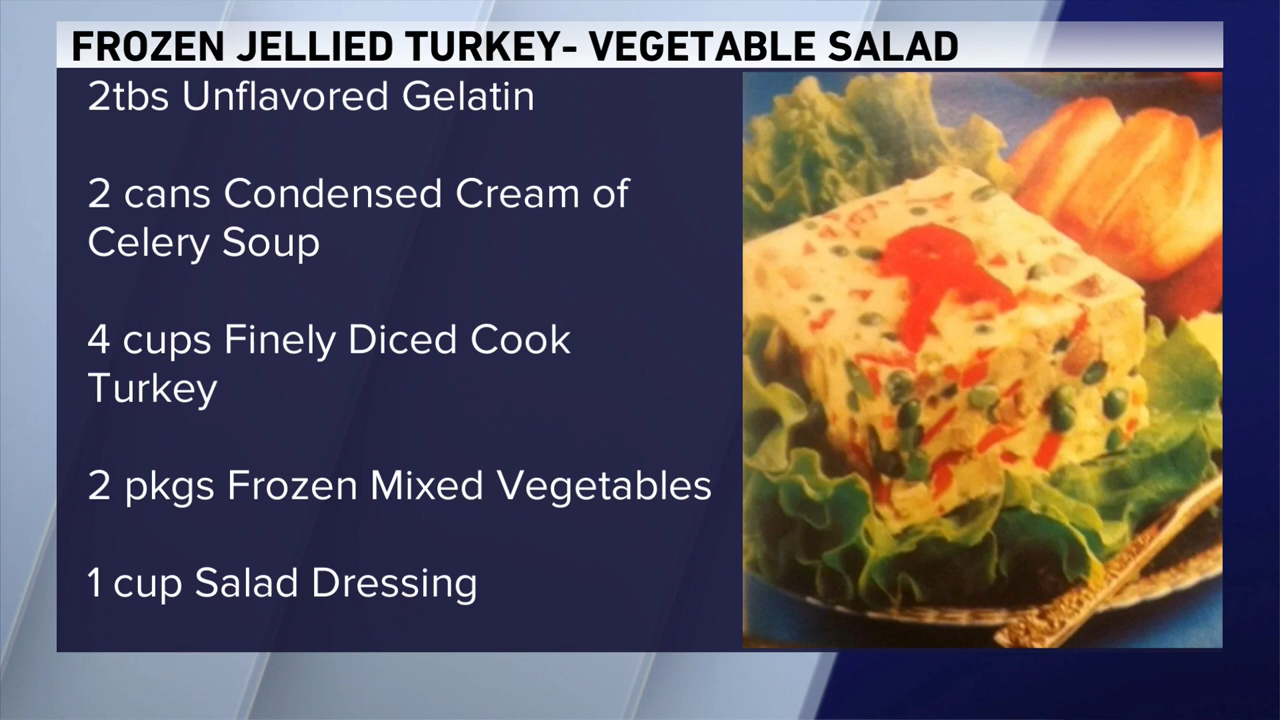 FROZEN JELLIED TURKEY- VEGETABLE SALAD
2tbs Unflavored Gelatin
2 cans Condensed Cream of
Celery Soup
4 cups Finely Diced Cook
Turkey
2 pkgs Frozen Mixed Vegetables
1 cup Salad Dressing